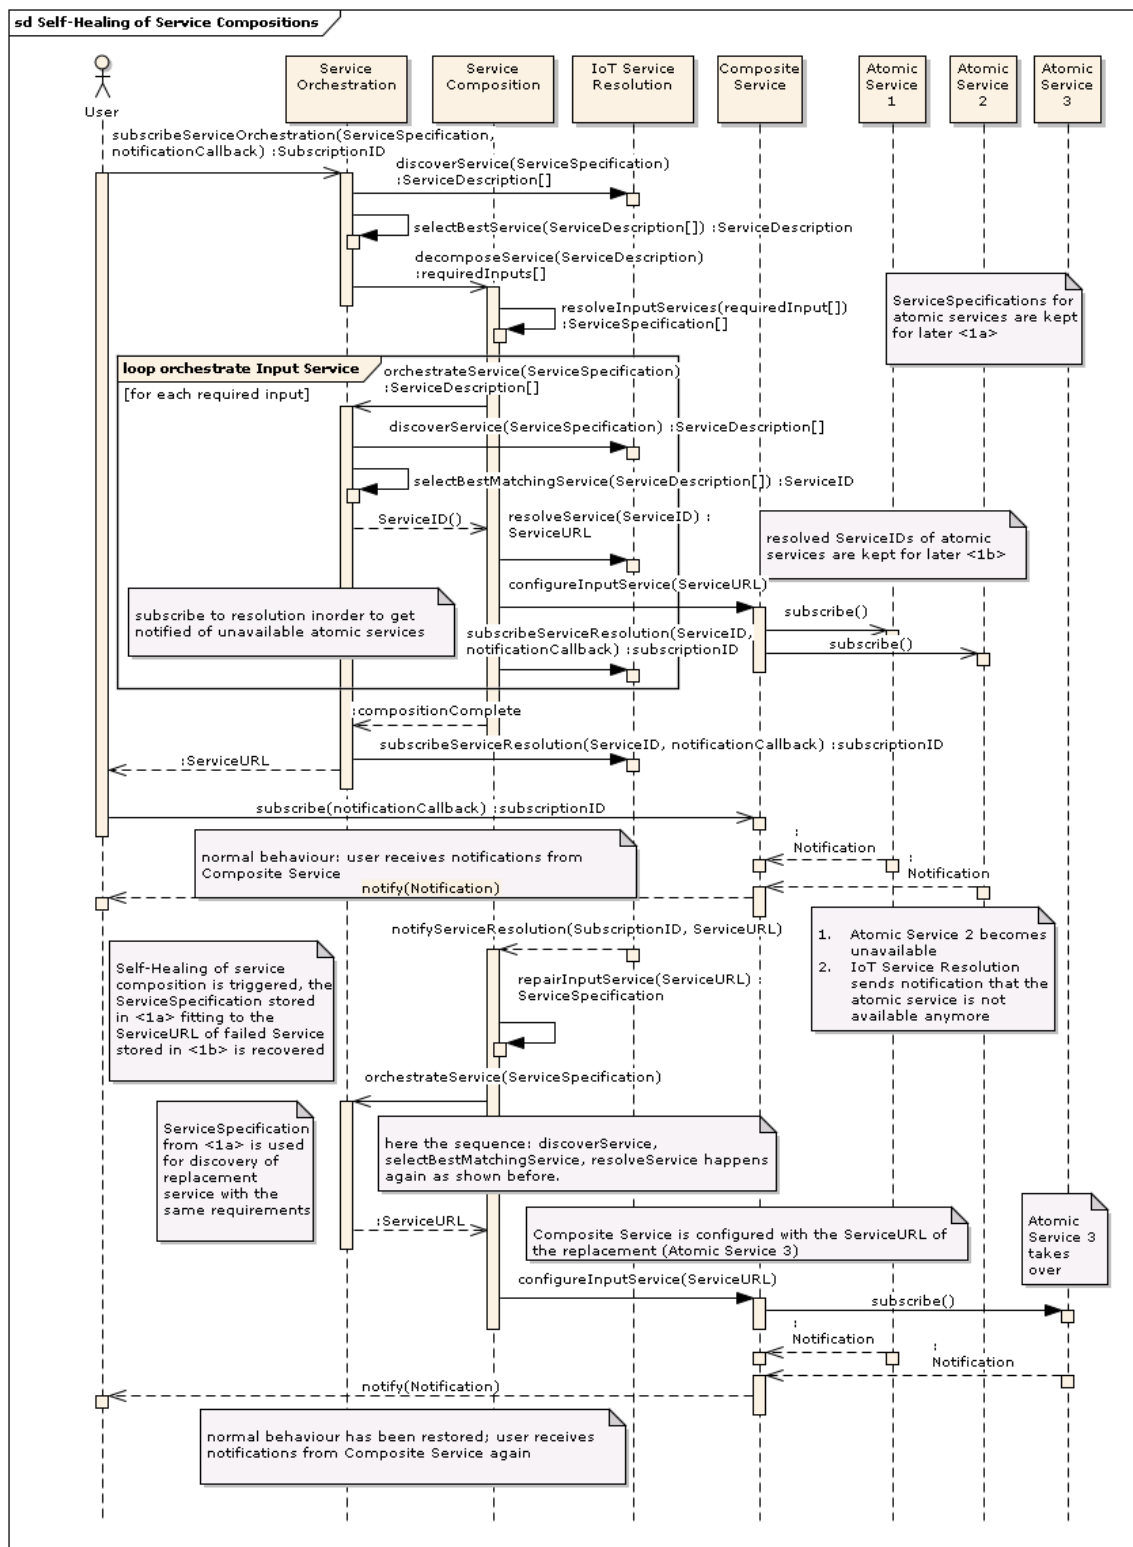 sd Self-Healing of Service Compositions
User
Service
Orchestration
Service
Composition
IoT Service
Resolution
Composite
Service
Atomic
Service
1
Atomic
Service
2
Atomic
Service
3
subscribeServiceOrchestration(ServiceSpecification,
notificationCallback) :SubscriptionID
discoverService(ServiceSpecification)
:ServiceDescription[]
selectBestService(ServiceDescription[]) :ServiceDescription
decomposeService(ServiceDescription)
:requiredInputs[]
resolveInputServices(requiredInput[])
:ServiceSpecification[]
ServiceSpecifications for
atomic services are kept
for later <1a>
loop orchestrate Input Service
[for each required input]
orchestrateService(ServiceSpecification)
:ServiceDescription[]
discoverService(ServiceSpecification) :ServiceDescription[]
selectBestMatchingService(ServiceDescription[]) :ServiceID
ServiceID()
resolveService(ServiceID) :
ServiceURL
resolved ServiceIDs of atomic
services are kept for later <1b>
configureInputService(ServiceURL)
subscribe to resolution inorder to get
notified of unavailable atomic services
subscribe()
subscribe()
subscribeServiceResolution(ServiceID,
notificationCallback) :subscriptionID
:compositionComplete
subscribeServiceResolution(ServiceID, notificationCallback) :subscriptionID
:ServiceURL
subscribe(notificationCallback) :subscriptionID
normal behaviour: user receives notifications from
Composite Service
:
Notification
:
Notification
notify(Notification)
notifyServiceResolution(SubscriptionID, ServiceURL)
1. Atomic Service 2 becomes
unavailable
2. IoT Service Resolution
sends notification that the
atomic service is not
available anymore
Self-Healing of service
composition is triggered, the
ServiceSpecification stored
in <1a> fitting to the
ServiceURL of failed Service
stored in <1b> is recovered
repairInputService(ServiceURL) :
ServiceSpecification
orchestrateService(ServiceSpecification)
ServiceSpecification
from <1a> is used
for discovery of
replacement
service with the
same requirements
here the sequence: discoverService,
selectBestMatchingService, resolveService happens
again as shown before.
:ServiceURL
Composite Service is configured with the ServiceURL of
the replacement (Atomic Service 3)
Atomic
Service 3
takes
over
configureInputService(ServiceURL)
subscribe()
:
Notification
:
Notification
notify(Notification)
normal behaviour has been restored; user receives
notifications from Composite Service again